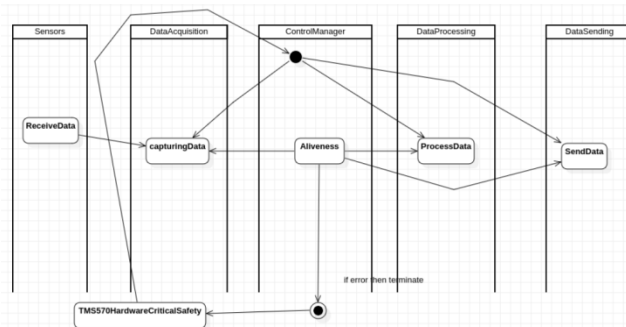 Sensors
DataAcquisition
ControlManager
DataProcessing
DataSending
ReceiveData
capturingData
Aliveness
ProcessData
SendData
if error then terminate
TMS570HardwareCriticalSafety